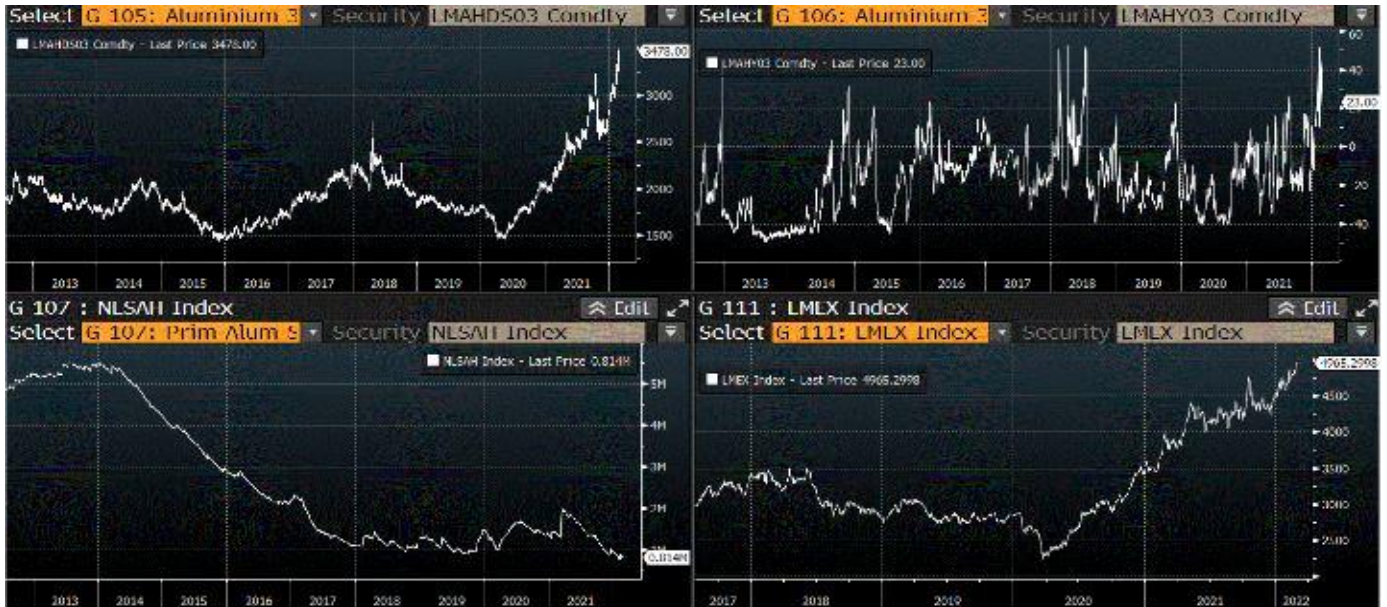 Select G 105: Aluminium 3 Security LMAHDS03 Comdty
LMAHDS03 Comdty - Last Price 3478.00
3478.00
3000
2500
2000
1500
2013 2014 2015 2016 2017 2018 2019 2020 2021
Select G 106: Aluminium 3 Security LMAHY03 Comdty
LMAHY03 Comdty - Last Price 23.00
60
40
23.00
0
20
40
2013 2014 2015 2016 2017 2018 2019 2020 2021
G 107 : NLSAH Index Edit
Select G 107: Prim Alum S Security NLSAH Index
NLSAH Index - Last Price 0.814M
5M
4M
3M
2M
0.814M
2013 2014 2015 2016 2017 2018 2019 2020 2021
G 111 : LMEX Index Edit
Select G 111: LMEX Index Security LMEX Index
LMEX Index - Last Price 4965.2998
4965.2998
4500
4000
3500
3000
2500
2017 2018 2019 2020 2021 2022